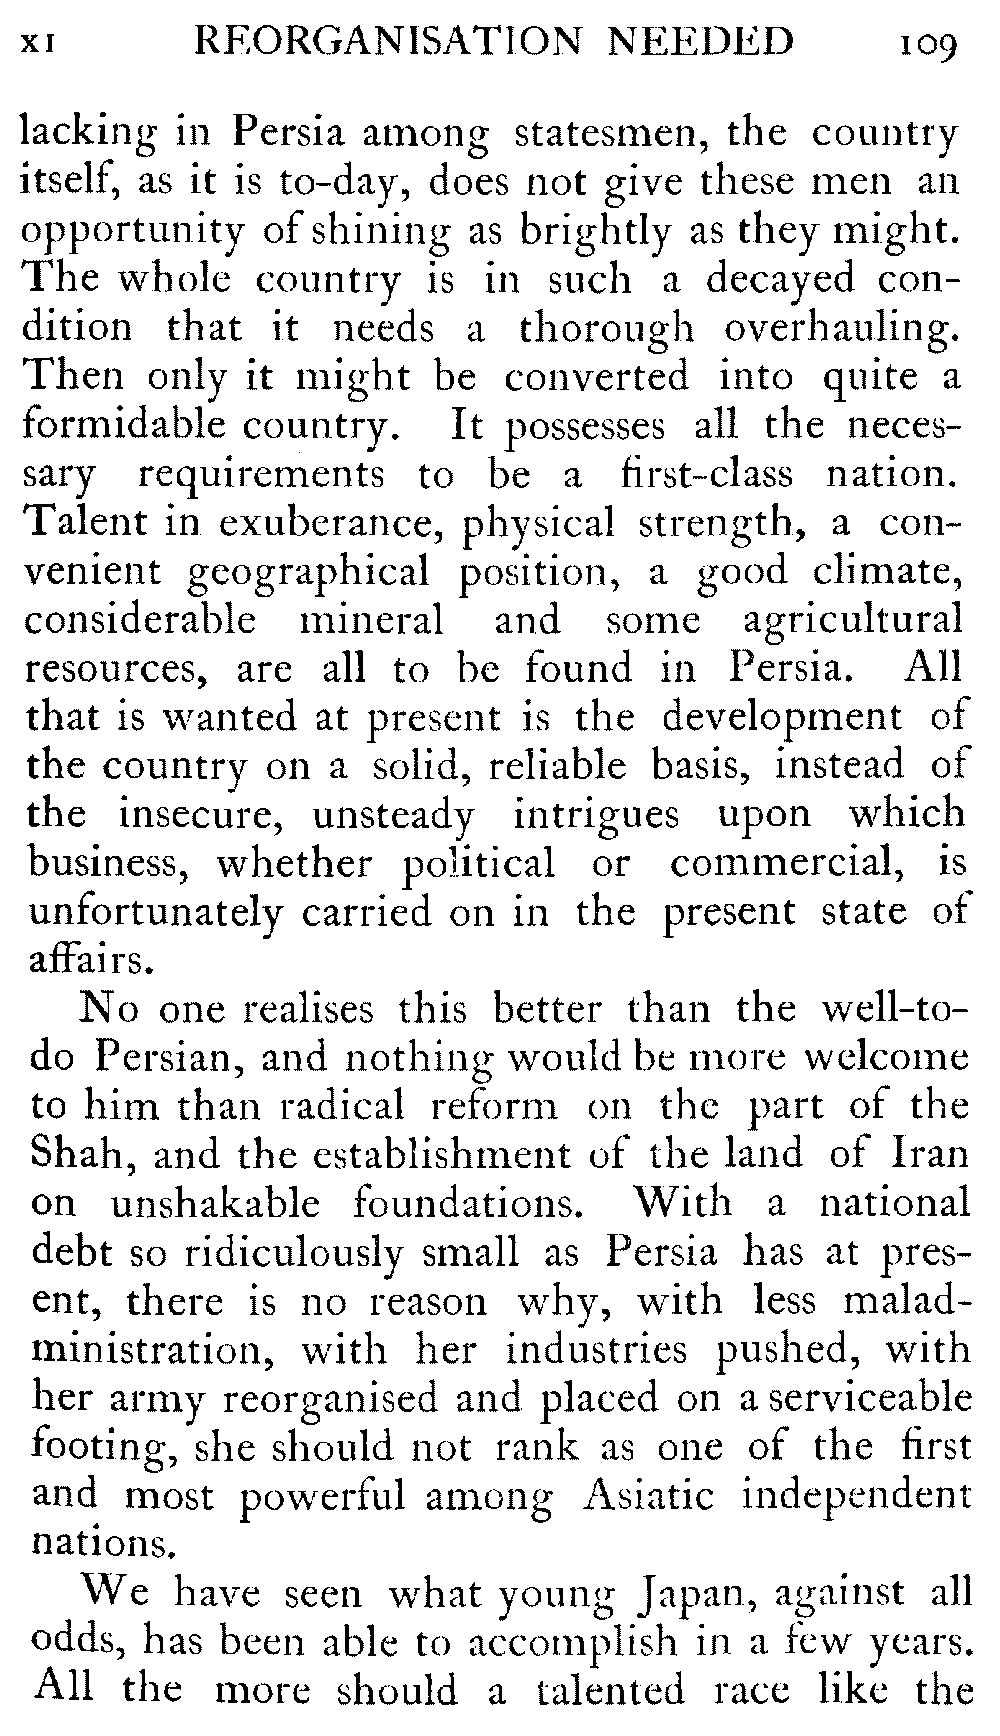 XI REORGANISATION NEEDED 109
lacking in Persia among statesmen, the country
itself, as it is to-day, does not give these men an
opportunity of shining as brightly as they might.
The whole country is in such a decayed con-
dition that it needs a thorough overhauling.
Then only it might be converted into quite a
formidable country. It possesses all the neces-
sary requirements to be a first-class nation.
Talent in exuberance, physical strength, a con-
venient geographical position, a good climate,
considerable mineral and some agricultural
resources, are all to be found in Persia. All
that is wanted at present is the development of
the country on a solid, reliable basis, instead of
the insecure, unsteady intrigues upon which
business, whether political or commercial, is
unfortunately carried on in the present state of
affairs.
No one realises this better than the well-to-
do Persian, and nothing would be more welcome
to him than radical reform on the part of the
Shah, and the establishment of the land of Iran
on unshakable foundations. With a national
debt so ridiculously small as Persia has at pres-
ent, there is no reason why, with less malad-
ministration, with her industries pushed, with
her army reorganised and placed on a serviceable
footing, she should not rank as one of the first
and most powerful among Asiatic independent
nations.
We have seen what young Japan, against all
odds, has been able to accomplish in a few years.
All the more should a talented race like the